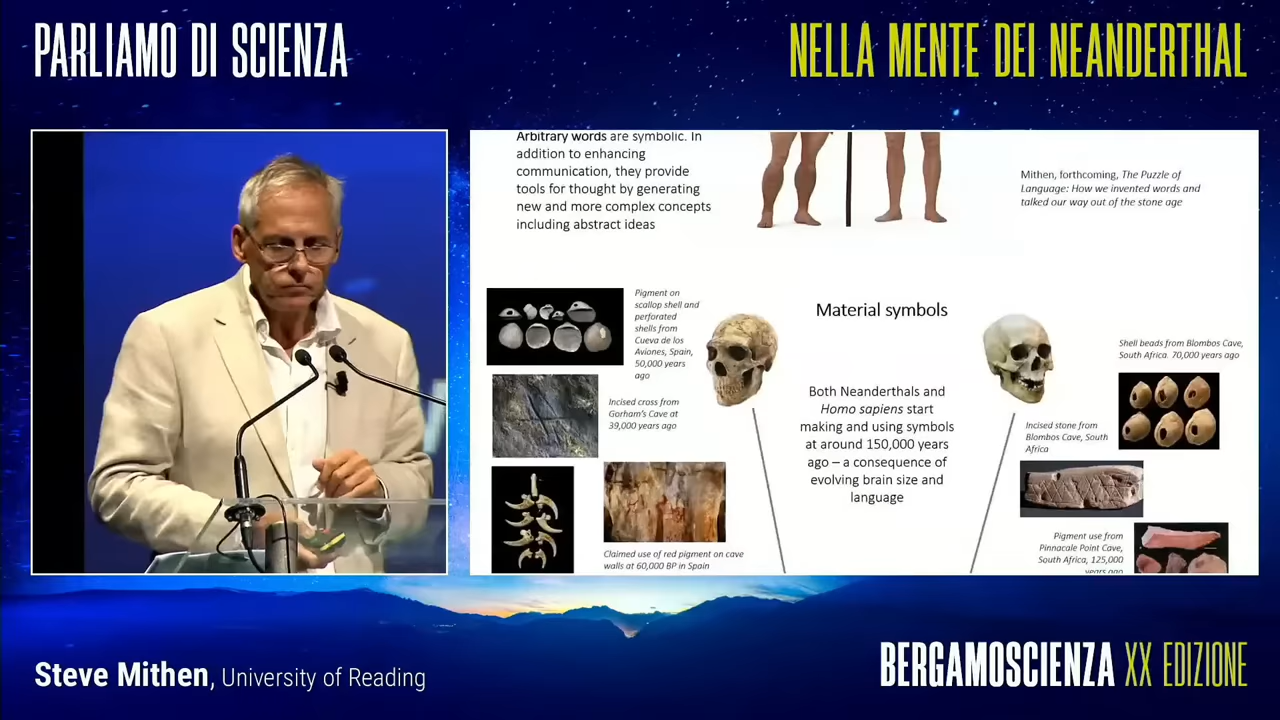 PARLIAMO DI SCIENZA
NELLA MENTE DEI NEANDERTHAL
Arbitrary words are symbolic. In
addition to enhancing
communication, they provide
tools for thought by generating
new and more complex concepts
including abstract ideas
Mithen, forthcoming, The Puzzle of
Language: How we invented words and
talked our way out of the stone age
Pigment on
scallop shell and
perforated
shells from
Cueva de los
Aviones, Spain,
50,000 years
ago
Incised cross from
Gorham's Cave at
39,000 years ago
Claimed use of red pigment on cave
walls at 60,000 BP in Spain
Material symbols
Both Neanderthals and
Homo sapiens start
making and using symbols
at around 150,000 years
ago – a consequence of
evolving brain size and
language
Shell beads from Blombos Cave,
South Africa. 70,000 years ago
Incised stone from
Blombos Cave, South
Africa
Pigment use from
Pinnacale Point Cave,
South Africa, 125,000
years ago
Steve Mithen, University of Reading
BERGAMOSCIENZA XX EDIZIONE